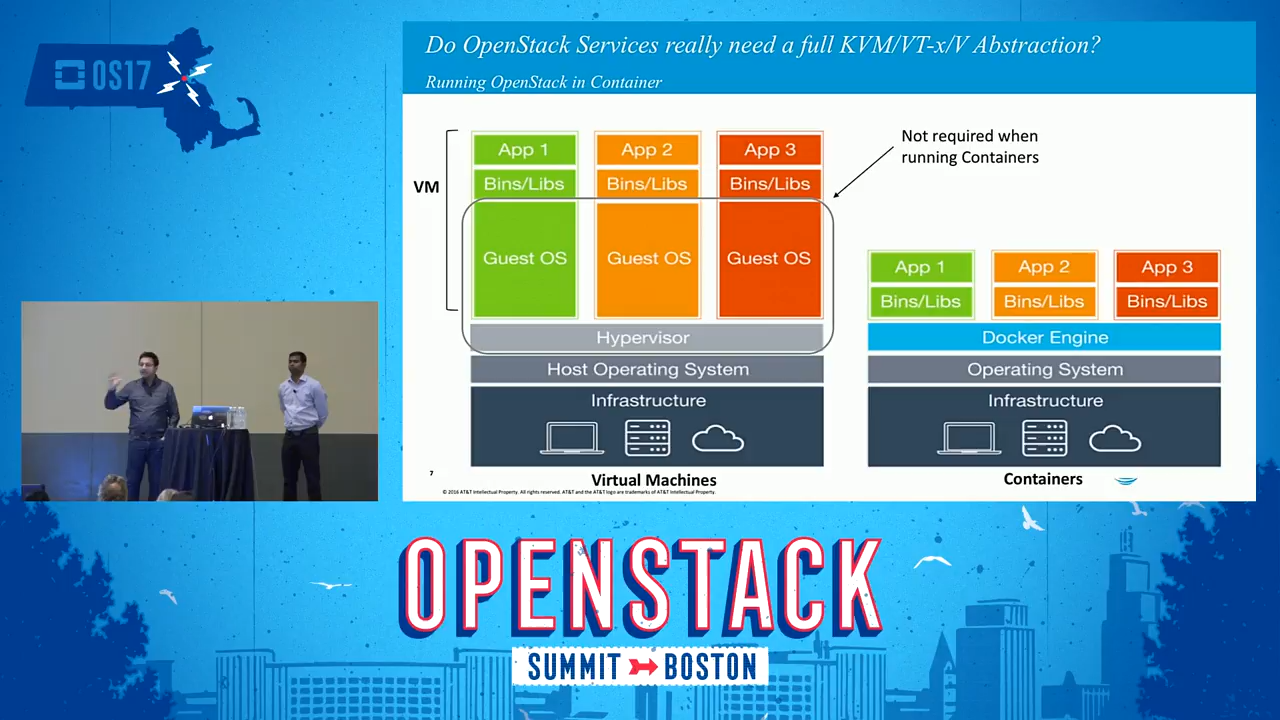 OS17
Do OpenStack Services really need a full KVM/VT-x/V Abstraction?
Running OpenStack in Container
VM
App 1
App 2
App 3
Bins/Libs
Bins/Libs
Bins/Libs
Guest OS
Guest OS
Guest OS
Hypervisor
Host Operating System
Infrastructure
Virtual Machines
Not required when
running Containers
App 1
App 2
App 3
Bins/Libs
Bins/Libs
Bins/Libs
Docker Engine
Operating System
Infrastructure
Containers
7
© 2016 AT&T Intellectual Property. All rights reserved. AT&T and the AT&T logo are trademarks of AT&T Intellectual Property.
OPENSTACK
SUMMIT BOSTON